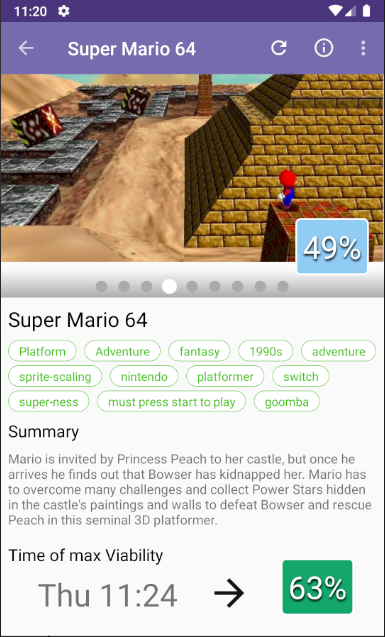 11:20
Super Mario 64
49%
Super Mario 64
Platform Adventure fantasy 1990s adventure
sprite-scaling nintendo platformer switch
super-ness must press start to play goomba
Summary
Mario is invited by Princess Peach to her castle, but once he
arrives he finds out that Bowser has kidnapped her. Mario has
to overcome many challenges and collect Power Stars hidden
in the castle's paintings and walls to defeat Bowser and rescue
Peach in this seminal 3D platformer.
Time of max Viability
Thu 11:24
63%